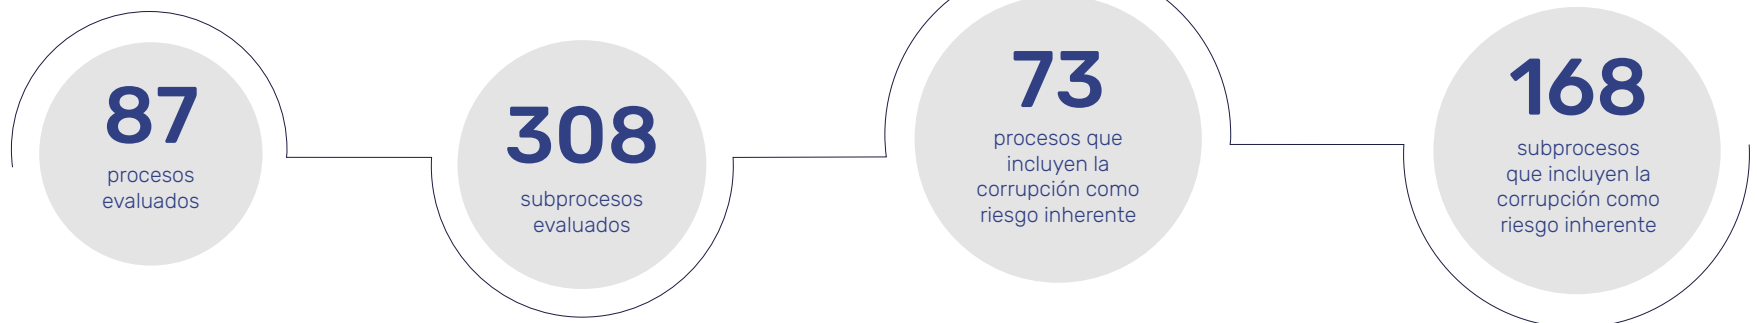 87
procesos
evaluados
308
subprocesos
evaluados
73
procesos que
incluyen la
corrupción como
riesgo inherente
168
subprocesos
que incluyen la
corrupción como
riesgo inherente